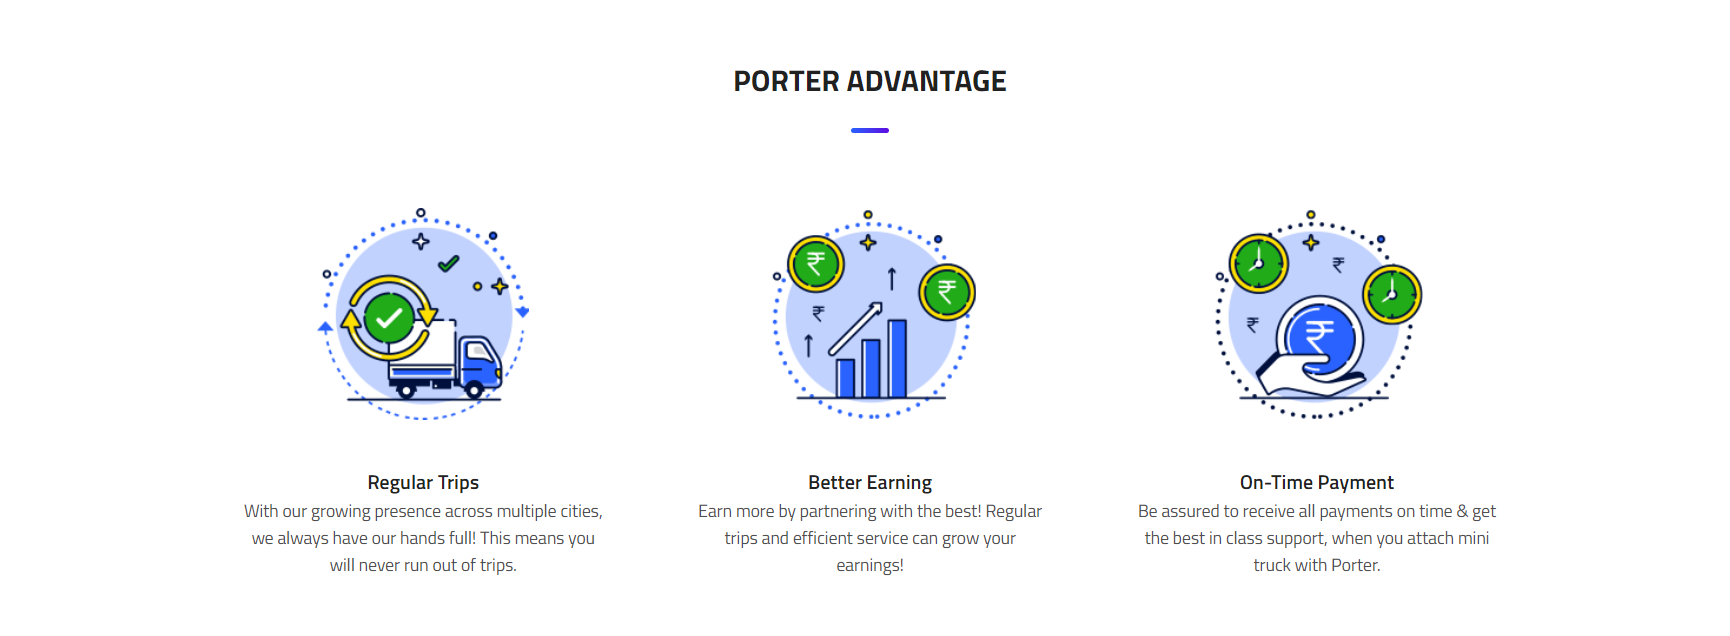 PORTER ADVANTAGE
₹
₹
₹
₹
₹
₹
Regular Trips
With our growing presence across multiple cities,
we always have our hands full! This means you
will never run out of trips.
Better Earning
Earn more by partnering with the best! Regular
trips and efficient service can grow your
earnings!
On-Time Payment
Be assured to receive all payments on time & get
the best in class support, when you attach mini
truck with Porter.